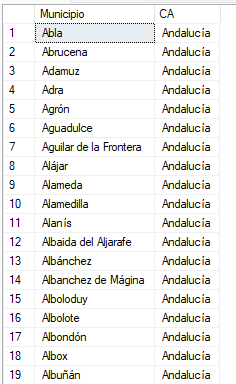 Municipio CA
1 Abla Andalucía
2 Abrucena Andalucía
3 Adamuz Andalucía
4 Adra Andalucía
5 Agrón Andalucía
6 Aguadulce Andalucía
7 Aguilar de la Frontera Andalucía
8 Alájar Andalucía
9 Alameda Andalucía
10 Alamedilla Andalucía
11 Alanís Andalucía
12 Albaida del Aljarafe Andalucía
13 Albánchez Andalucía
14 Albanchez de Mágina Andalucía
15 Alboloduy Andalucía
16 Albolote Andalucía
17 Albondón Andalucía
18 Albox Andalucía
19 Albuñán Andalucía